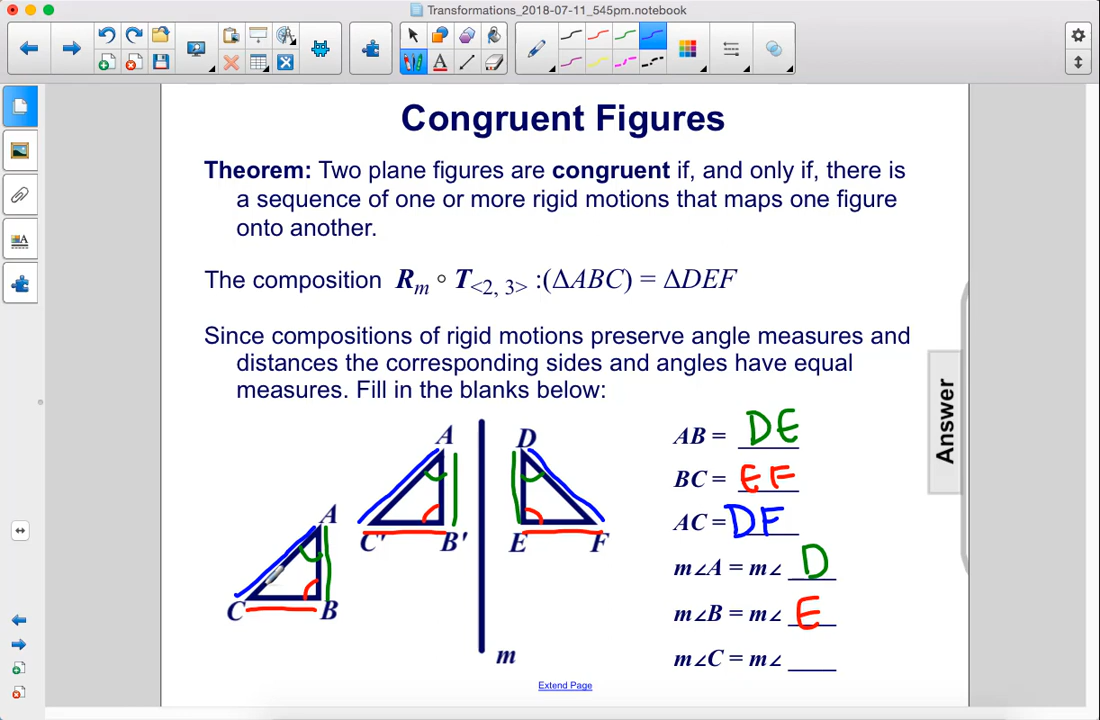 Transformations_2018-07-11_545pm.notebook
Congruent Figures
Theorem: Two plane figures are congruent if, and only if, there is
a sequence of one or more rigid motions that maps one figure
onto another.
The composition Rm ∘ T<2, 3> :(ΔABC) = ΔDEF
Since compositions of rigid motions preserve angle measures and
distances the corresponding sides and angles have equal
measures. Fill in the blanks below:
A
C'
B'
A
C
B
m
D
E
F
AB = DE
BC = EF
AC = DF
m∠A = m∠ D
m∠B = m∠ E
m∠C = m∠ ____
Answer
Extend Page